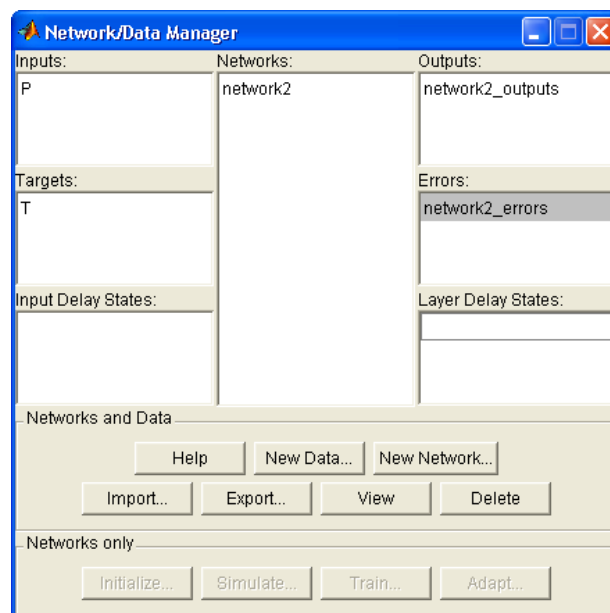 Network/Data Manager
Inputs: Networks: Outputs:
P network2 network2_outputs
Targets: Errors:
T network2_errors
Input Delay States: Layer Delay States:
Networks and Data
Help New Data... New Network...
Import... Export... View Delete
Networks only
Initialize... Simulate... Train... Adapt...